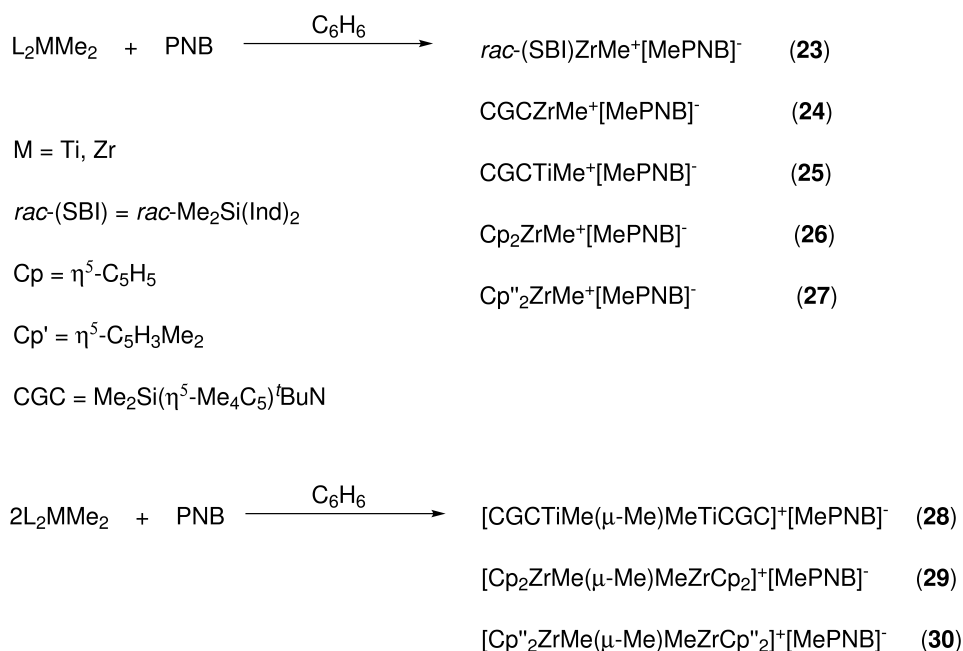 C₆H₆
L₂MMe₂ + PNB rac-(SBI)ZrMe⁺[MePNB]⁻ (23)
CGCZrMe⁺[MePNB]⁻ (24)
M = Ti, Zr
CGCTiMe⁺[MePNB]⁻ (25)
rac-(SBI) = rac-Me₂Si(Ind)₂
Cp₂ZrMe⁺[MePNB]⁻ (26)
Cp = η⁵-C₅H₅
Cp"₂ZrMe⁺[MePNB]⁻ (27)
Cp' = η⁵-C₅H₃Me₂
CGC = Me₂Si(η⁵-Me₄C₅)ᵗBuN
C₆H₆
2L₂MMe₂ + PNB [CGCTiMe(μ-Me)MeTiCGC]⁺[MePNB]⁻ (28)
[Cp₂ZrMe(μ-Me)MeZrCp₂]⁺[MePNB]⁻ (29)
[Cp"₂ZrMe(μ-Me)MeZrCp"₂]⁺[MePNB]⁻ (30)